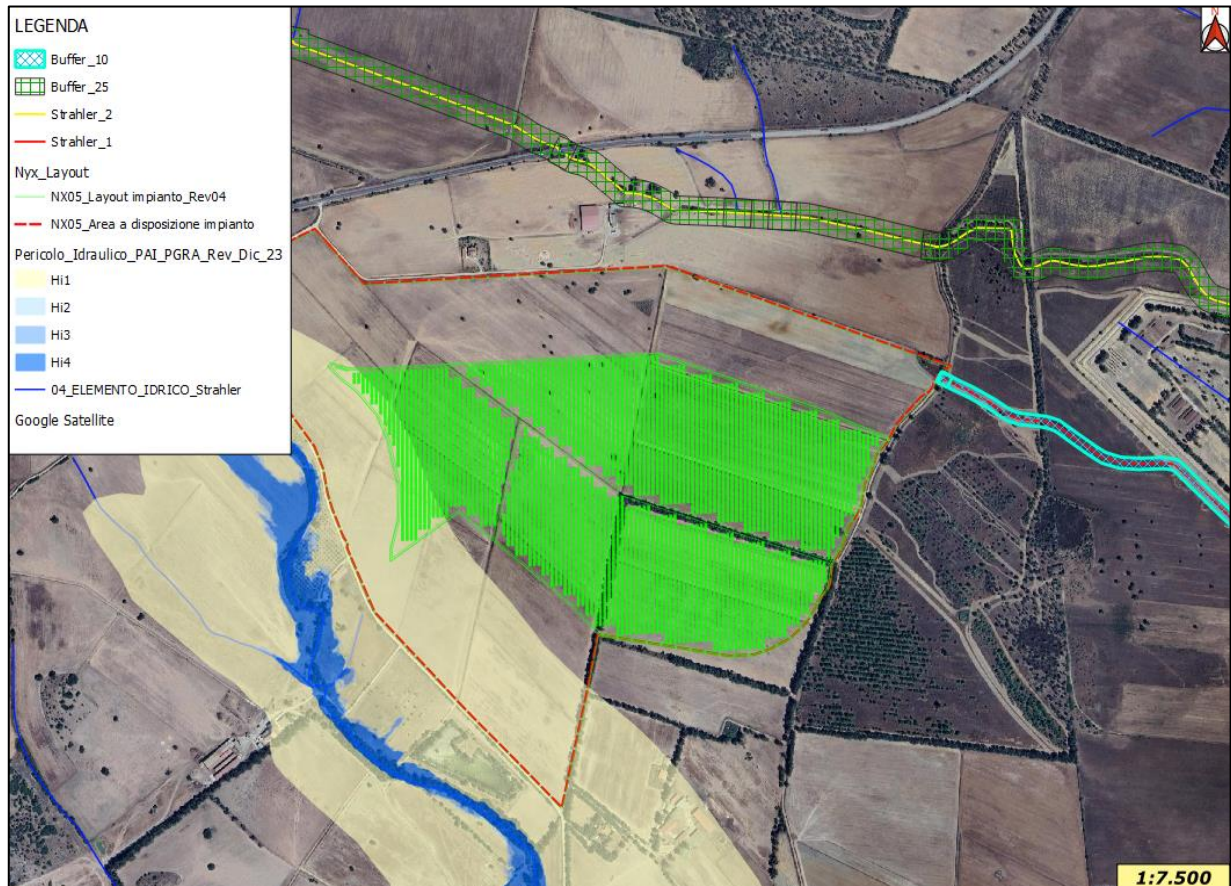 LEGENDA
Buffer_10
Buffer_25
Strahler_2
Strahler_1
Nyx_Layout
NX05_Layout impianto_Rev04
NX05_Area a disposizione impianto
Pericolo_Idraulico_PAI_PGRA_Rev_Dic_23
Hi1
Hi2
Hi3
Hi4
04_ELEMENTO_IDRICO_Strahler
Google Satellite
N
1:7.500